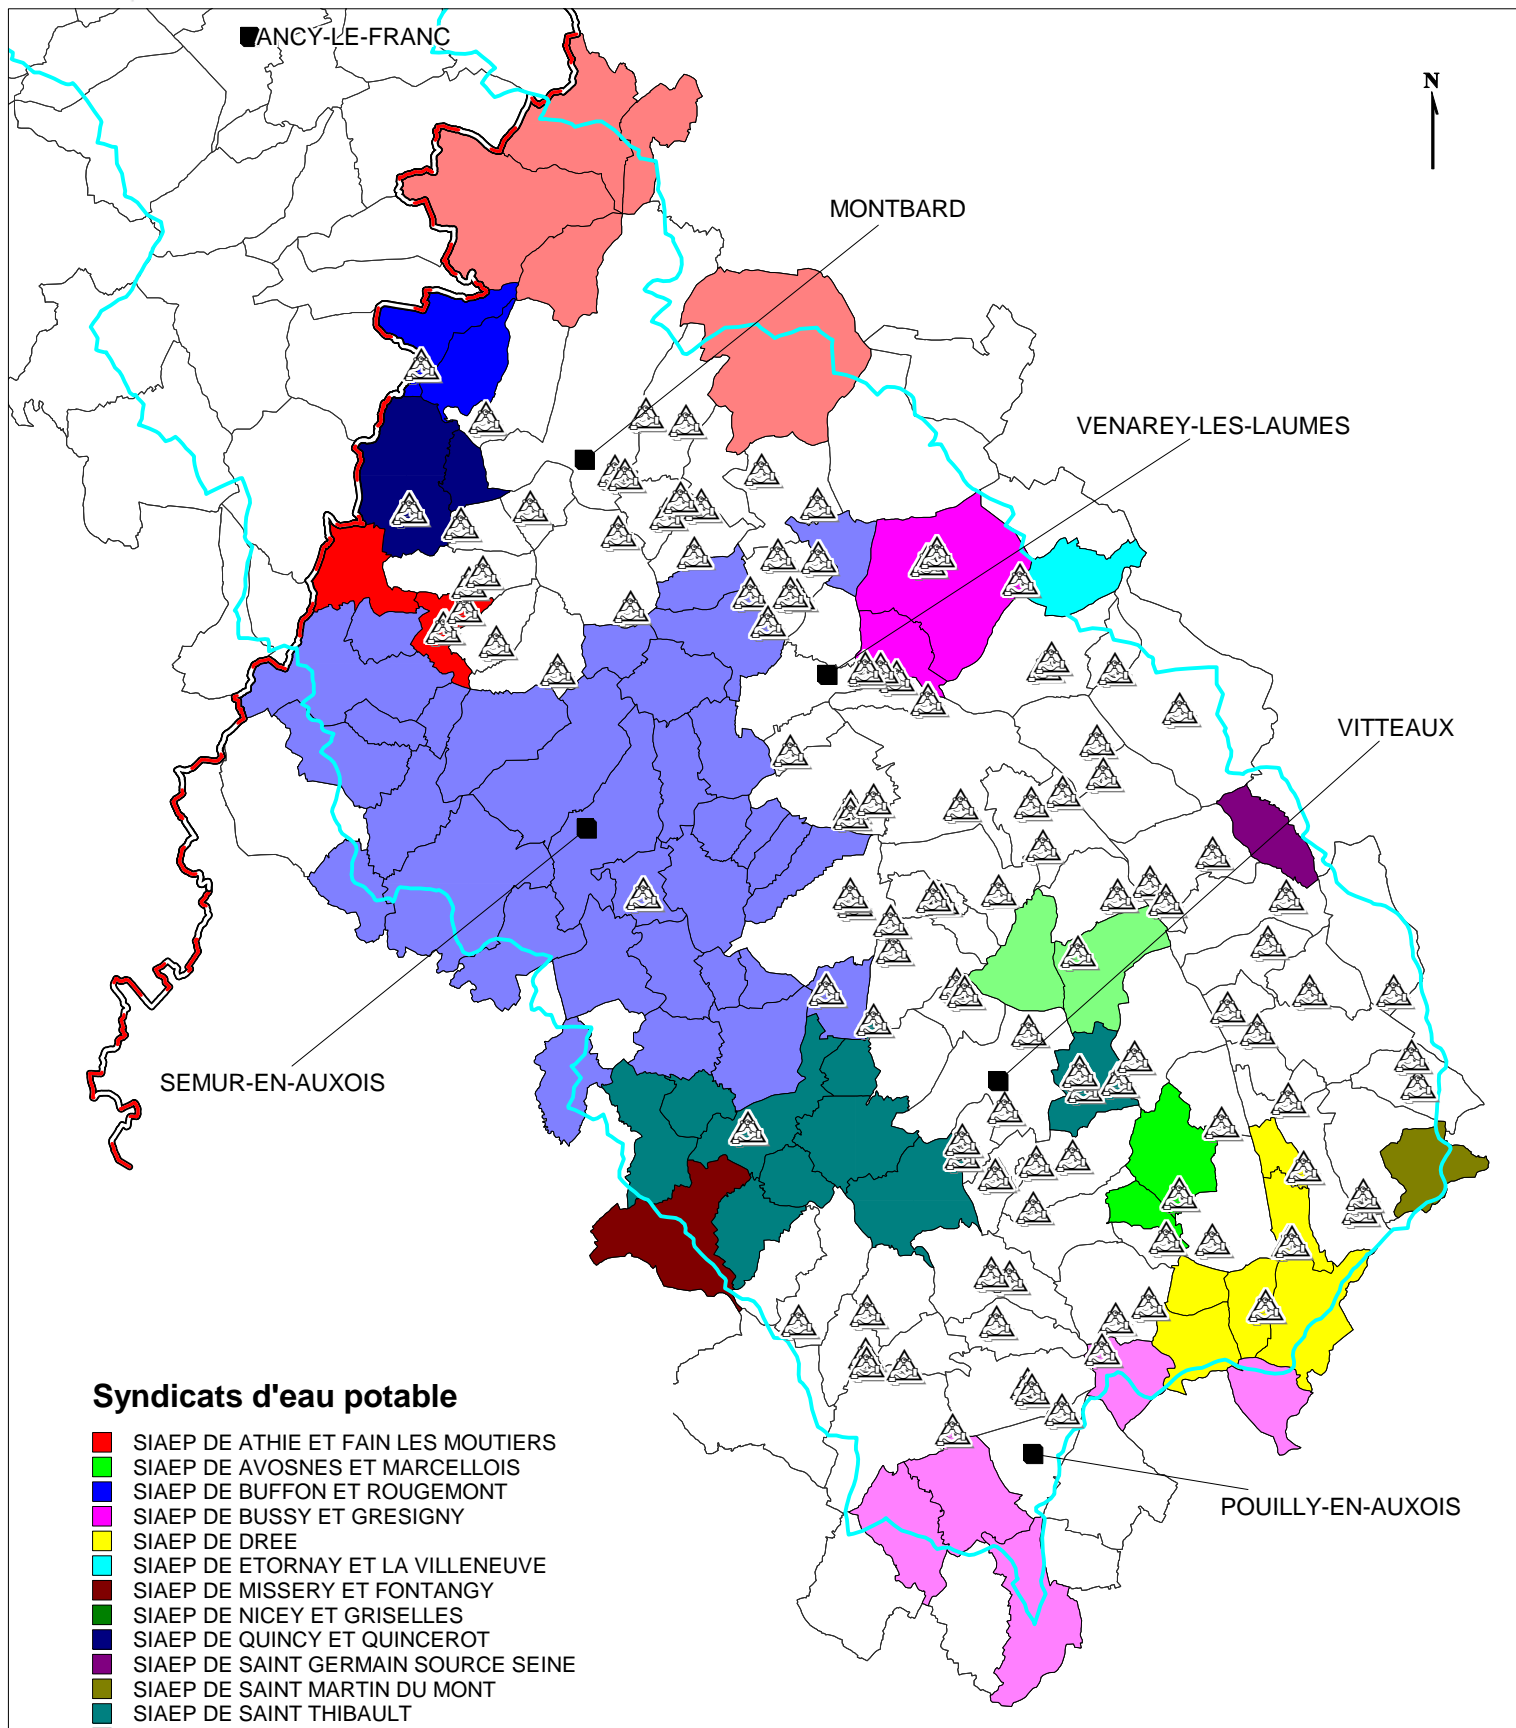 ANCY-LE-FRANC
N
MONTBARD
VENAREY-LES-LAUMES
VITTEAUX
SEMUR-EN-AUXOIS
POUILLY-EN-AUXOIS
Syndicats d'eau potable
SIAEP DE ATHIE ET FAIN LES MOUTIERS
SIAEP DE AVOSNES ET MARCELLOIS
SIAEP DE BUFFON ET ROUGEMONT
SIAEP DE BUSSY ET GRESIGNY
SIAEP DE DREE
SIAEP DE ETORNAY ET LA VILLENEUVE
SIAEP DE MISSERY ET FONTANGY
SIAEP DE NICEY ET GRISELLES
SIAEP DE QUINCY ET QUINCEROT
SIAEP DE SAINT GERMAIN SOURCE SEINE
SIAEP DE SAINT MARTIN DU MONT
SIAEP DE SAINT THIBAULT